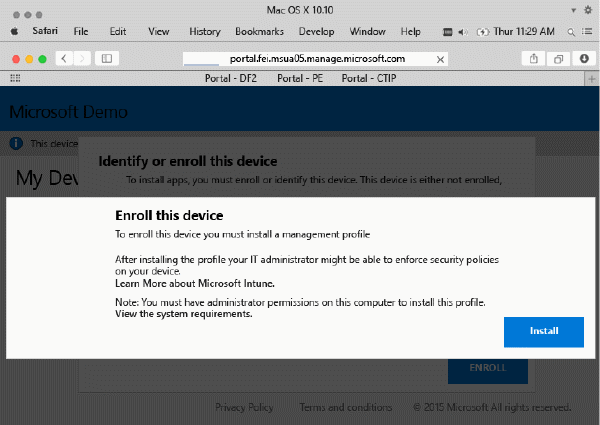 Mac OS X 10.10
Safari File Edit View History Bookmarks Develop Window Help Thur 11:29 AM
portal.fei.msua05.manage.microsoft.com
Portal - DF2 Portal - PE Portal - CTIP
Microsoft Demo
This device
Identify or enroll this device
To install apps, you must enroll or identify this device. This device is either not enrolled,
My Dev
Enroll this device
To enroll this device you must install a management profile
After installing the profile your IT administrator might be able to enforce security policies
on your device.
Learn More about Microsoft Intune.
Note: You must have administrator permissions on this computer to install this profile.
View the system requirements.
Install
ENROLL
Privacy Policy Terms and conditions © 2015 Microsoft All rights reserved.